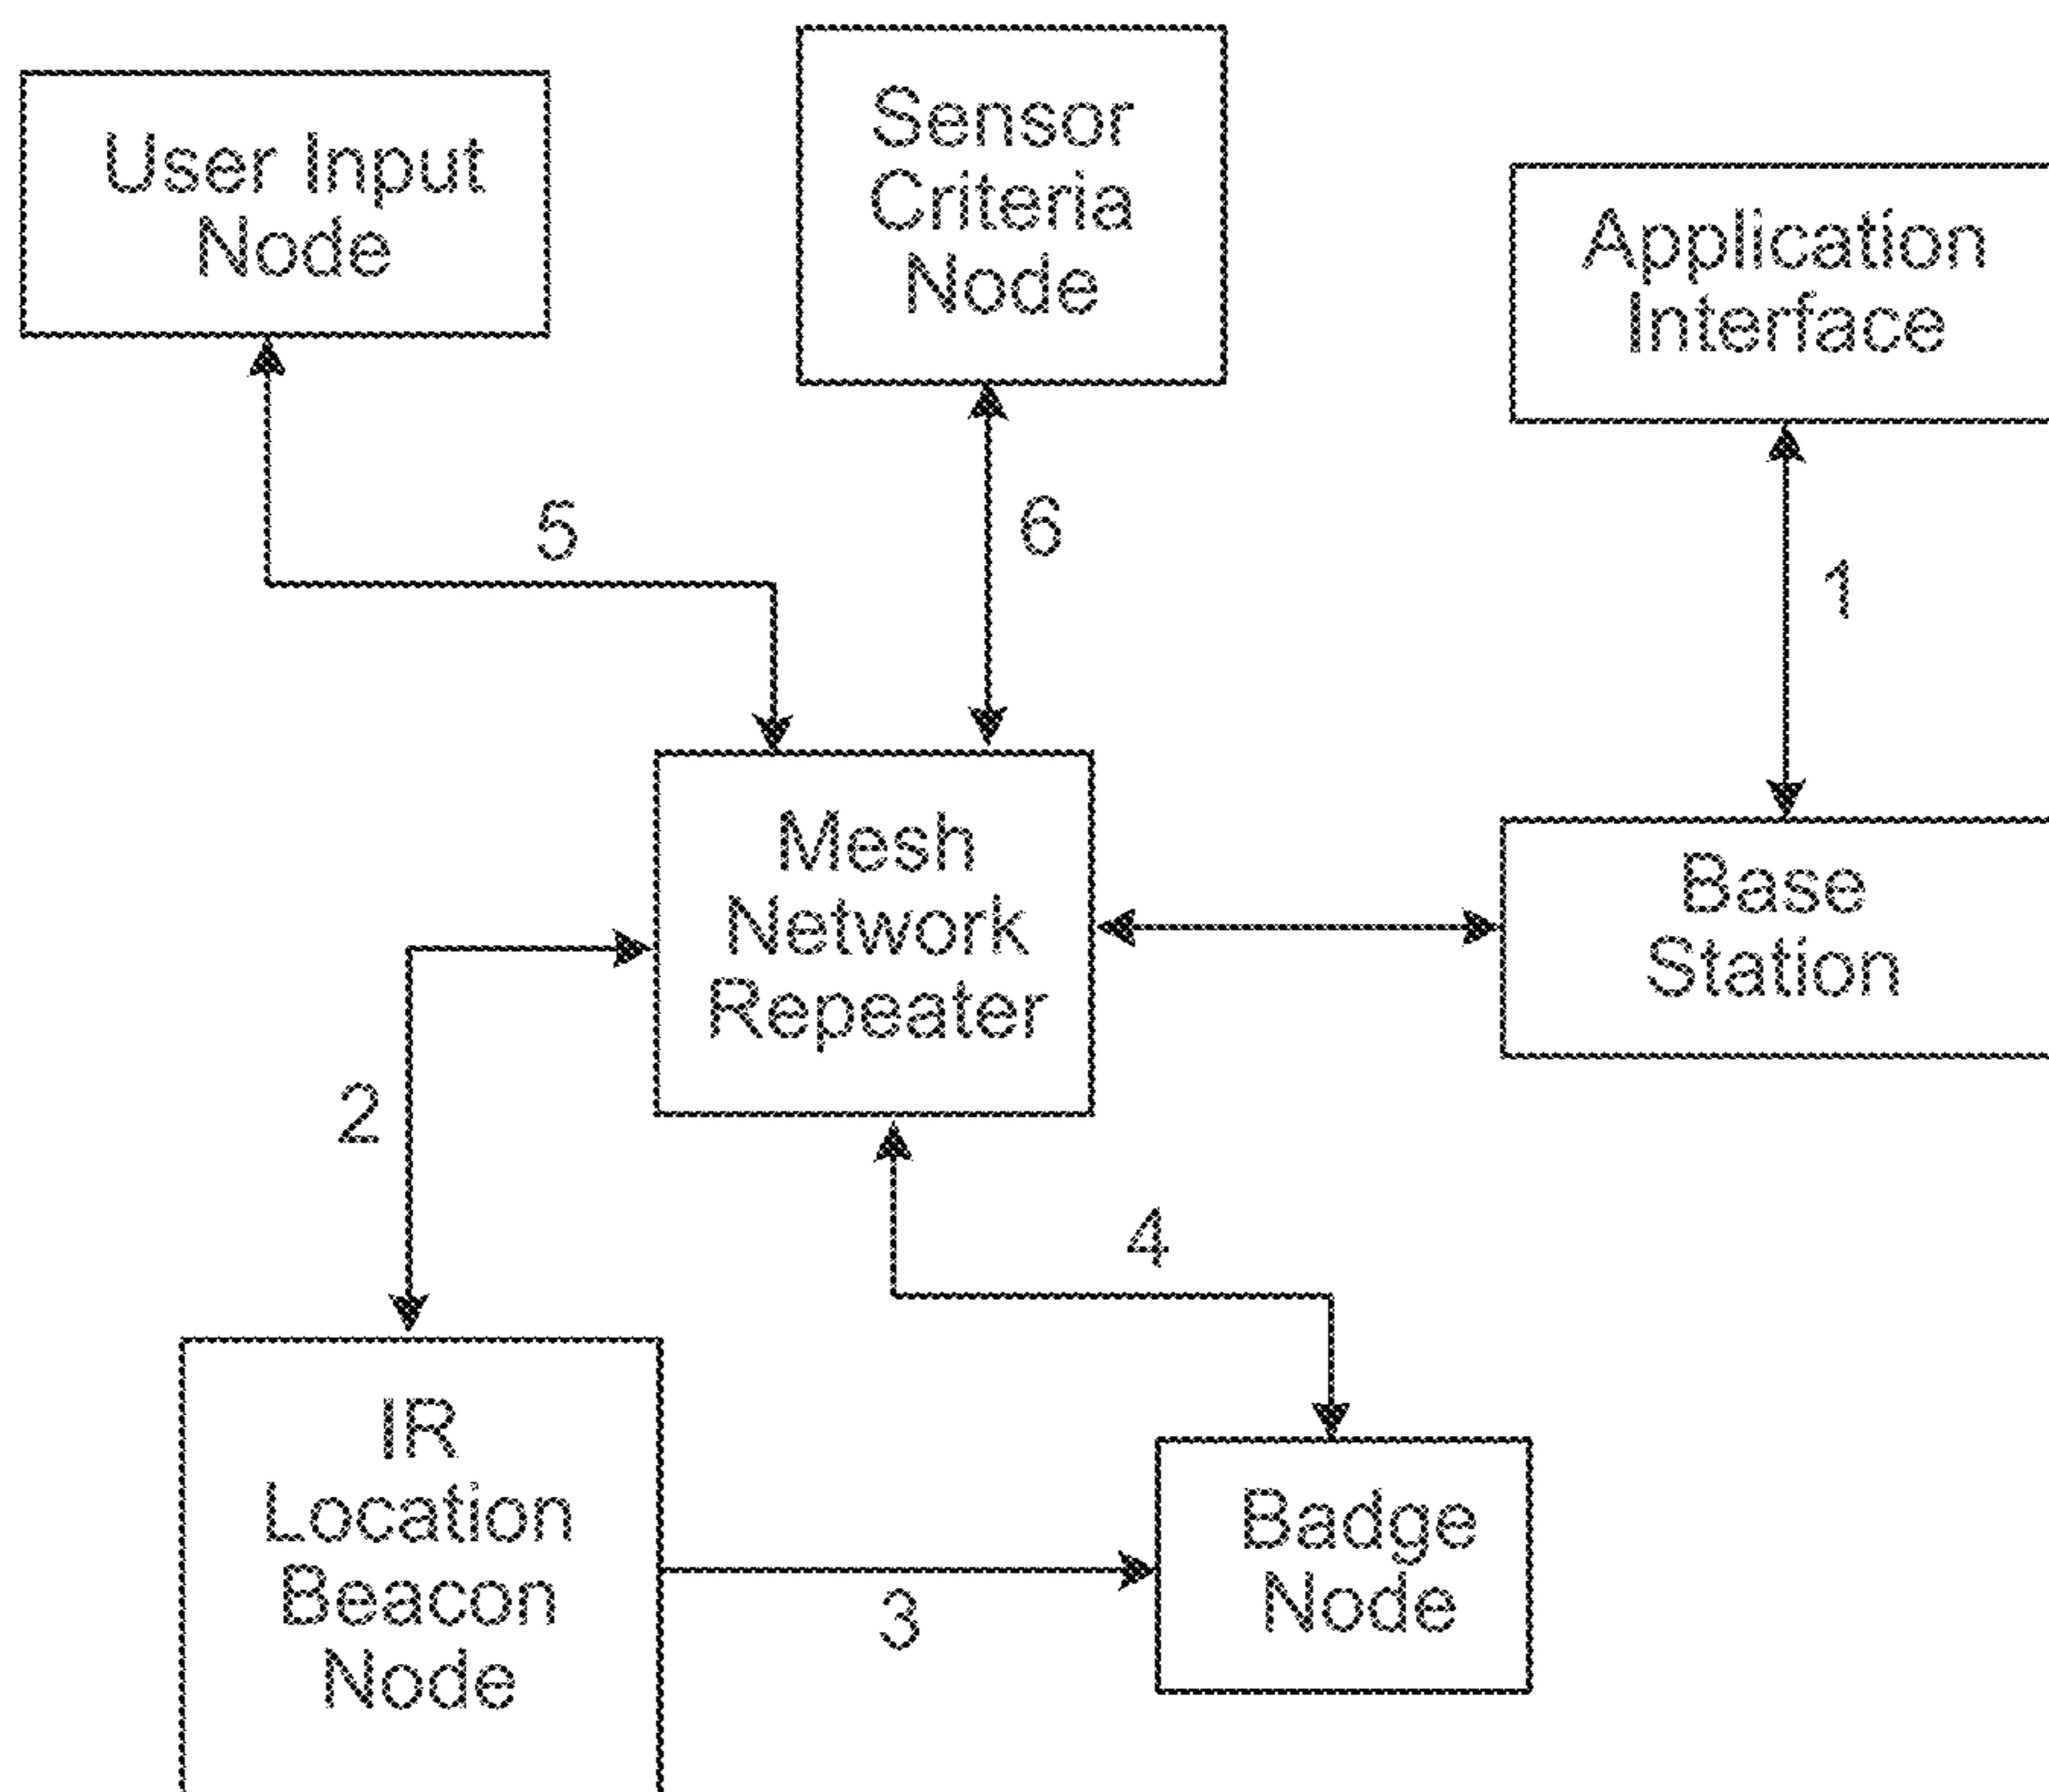 User Input
Node
Sensor
Criteria
Node
Application
Interface
5
6
1
Mesh
Network
Repeater
Base
Station
2
4
IR
Location
Beacon
Node
3
Badge
Node